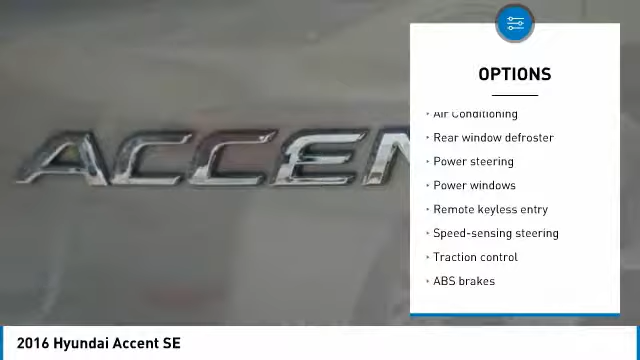 OPTIONS
Air Conditioning
Rear window defroster
Power steering
Power windows
Remote keyless entry
Speed-sensing steering
Traction control
ABS brakes
ACCEN
2016 Hyundai Accent SE